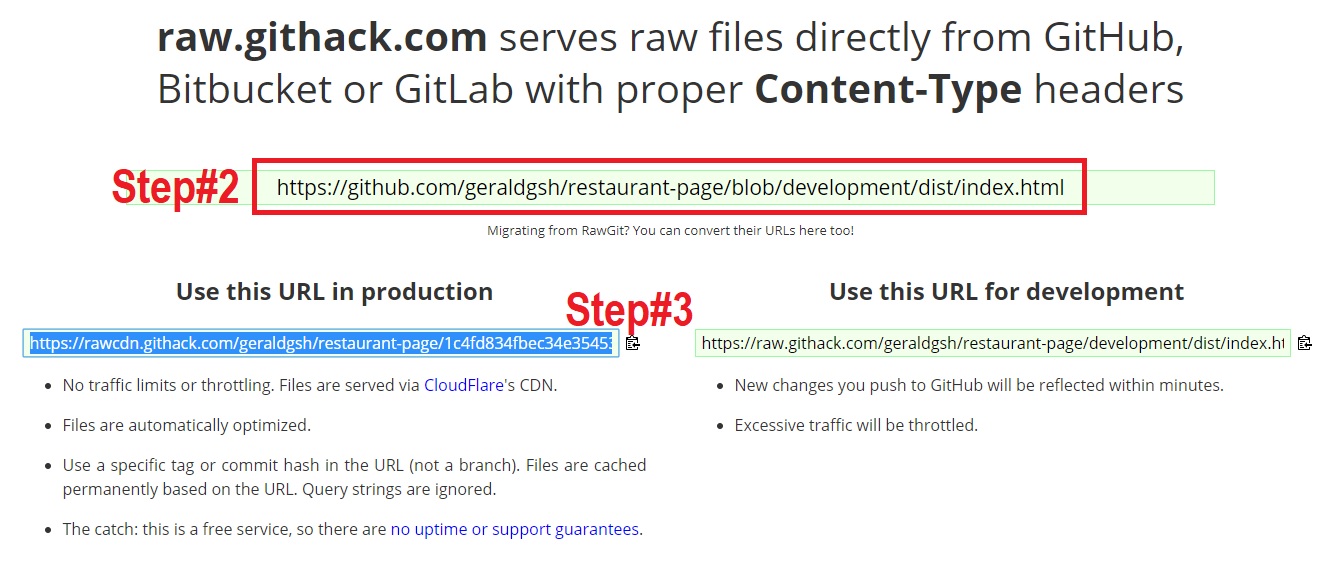 raw.githack.com serves raw files directly from GitHub,
Bitbucket or GitLab with proper Content-Type headers
Step#2
https://github.com/geraldgsh/restaurant-page/blob/development/dist/index.html
Migrating from RawGit? You can convert their URLs here too!
Use this URL in production
Step#3
https://rawcdn.githack.com/geraldgsh/restaurant-page/1c4fd834fbec34e35453
No traffic limits or throttling. Files are served via CloudFlare's CDN.
Files are automatically optimized.
Use a specific tag or commit hash in the URL (not a branch). Files are cached
permanently based on the URL. Query strings are ignored.
The catch: this is a free service, so there are no uptime or support guarantees.
Use this URL for development
https://raw.githack.com/geraldgsh/restaurant-page/development/dist/index.ht
New changes you push to GitHub will be reflected within minutes.
Excessive traffic will be throttled.